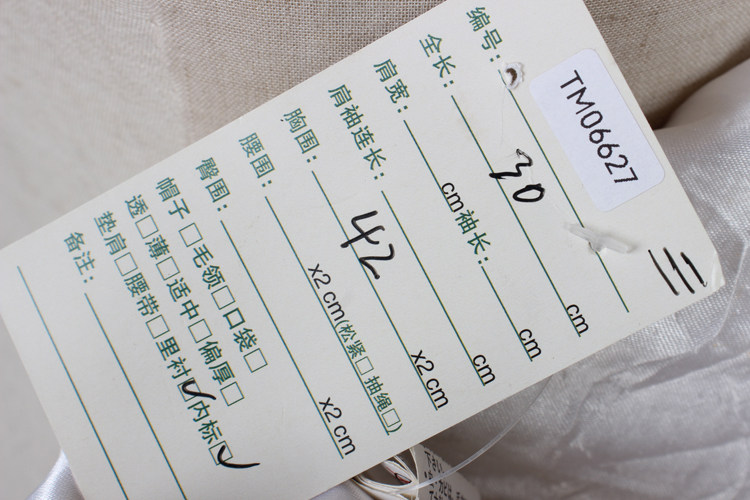 编号: TM06627
全长: 30 cm
肩宽: cm 袖长: cm
肩袖连长: cm
胸围: 42 x2 cm
腰围: x2 cm(松紧□ 抽绳□)
臀围: x2 cm
帽子□毛领□口袋□
透□薄□适中□偏厚□
垫肩□腰带□里衬☑内标☑
备注: